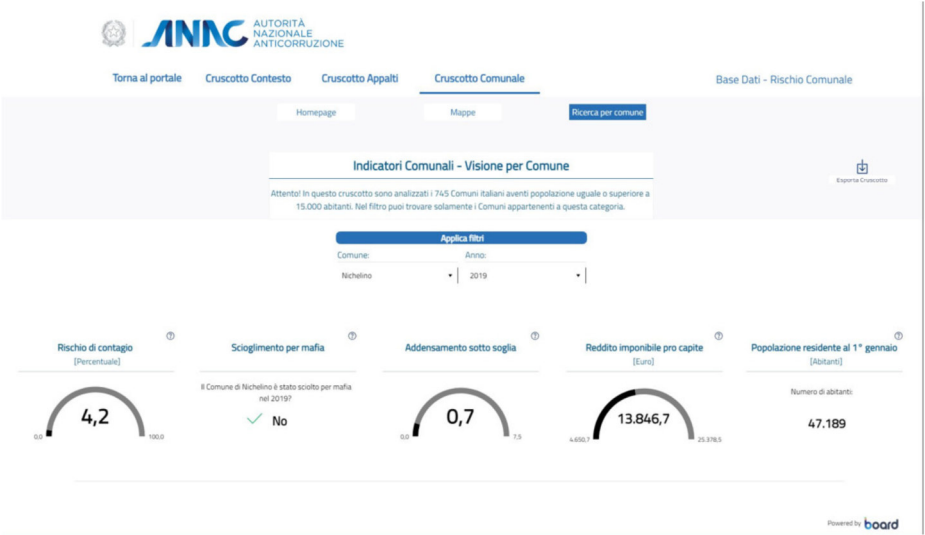 ANAC
AUTORITÀ
NAZIONALE
ANTICORRUZIONE
Torna al portale Cruscotto Contesto Cruscotto Appalti Cruscotto Comunale Base Dati - Rischio Comunale
Homepage Mappe Ricerca per comune
Indicatori Comunali - Visione per Comune
Esporta Cruscotto
Attento! In questo cruscotto sono analizzati i 745 Comuni italiani aventi popolazione uguale o superiore a
15.000 abitanti. Nel filtro puoi trovare solamente i Comuni appartenenti a questa categoria.
Applica filtri
Comune: Anno:
Nichelino 2019
Rischio di contagio
[Percentuale]
4,2
0,0 100,0
Scioglimento per mafia
Il Comune di Nichelino è stato sciolto per mafia
nel 2019?
No
Addensamento sotto soglia
0,7
0,0 7,5
Reddito imponibile pro capite
[Euro]
13.846,7
4.650,7 25.378,5
Popolazione residente al 1° gennaio
[Abitanti]
Numero di abitanti:
47.189
Powered by board